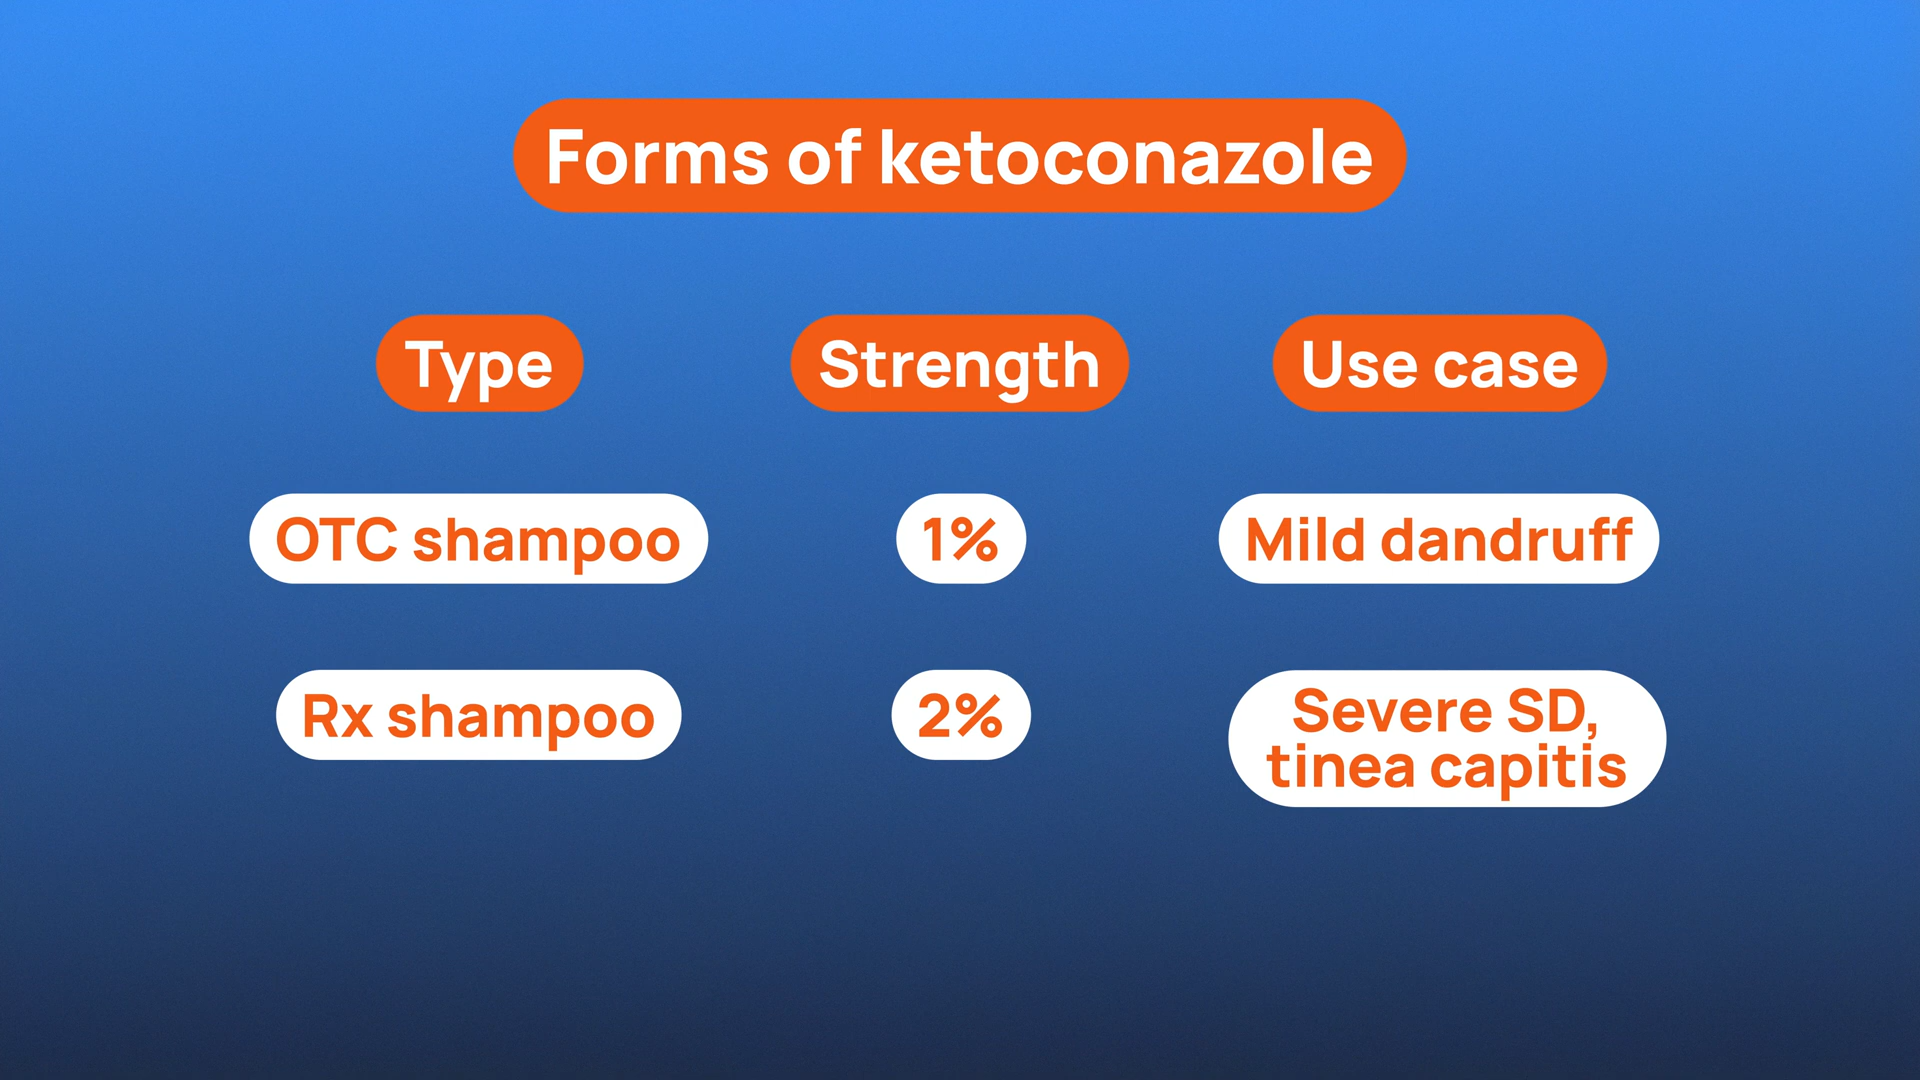 Forms of ketoconazole
Type
Strength
Use case
OTC shampoo
1%
Mild dandruff
Rx shampoo
2%
Severe SD,
tinea capitis